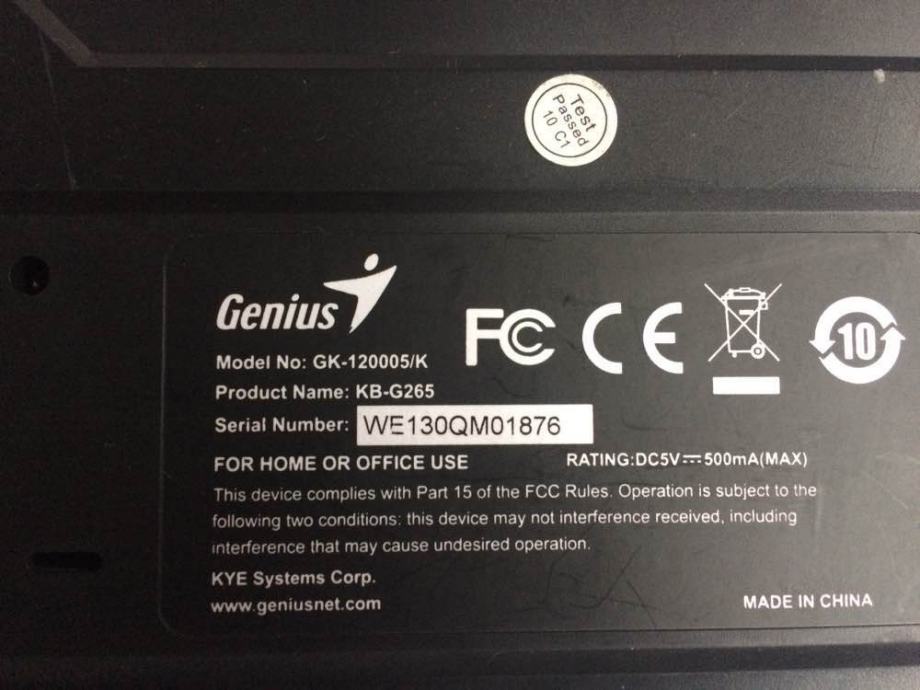 Test
Passed
10 C1
Genius
FC CE
10
Model No: GK-120005/K
Product Name: KB-G265
Serial Number: WE130QM01876
FOR HOME OR OFFICE USE
RATING:DC5V⎓500mA(MAX)
This device complies with Part 15 of the FCC Rules. Operation is subject to the
following two conditions: this device may not interference received, including
interference that may cause undesired operation.
KYE Systems Corp.
www.geniusnet.com
MADE IN CHINA